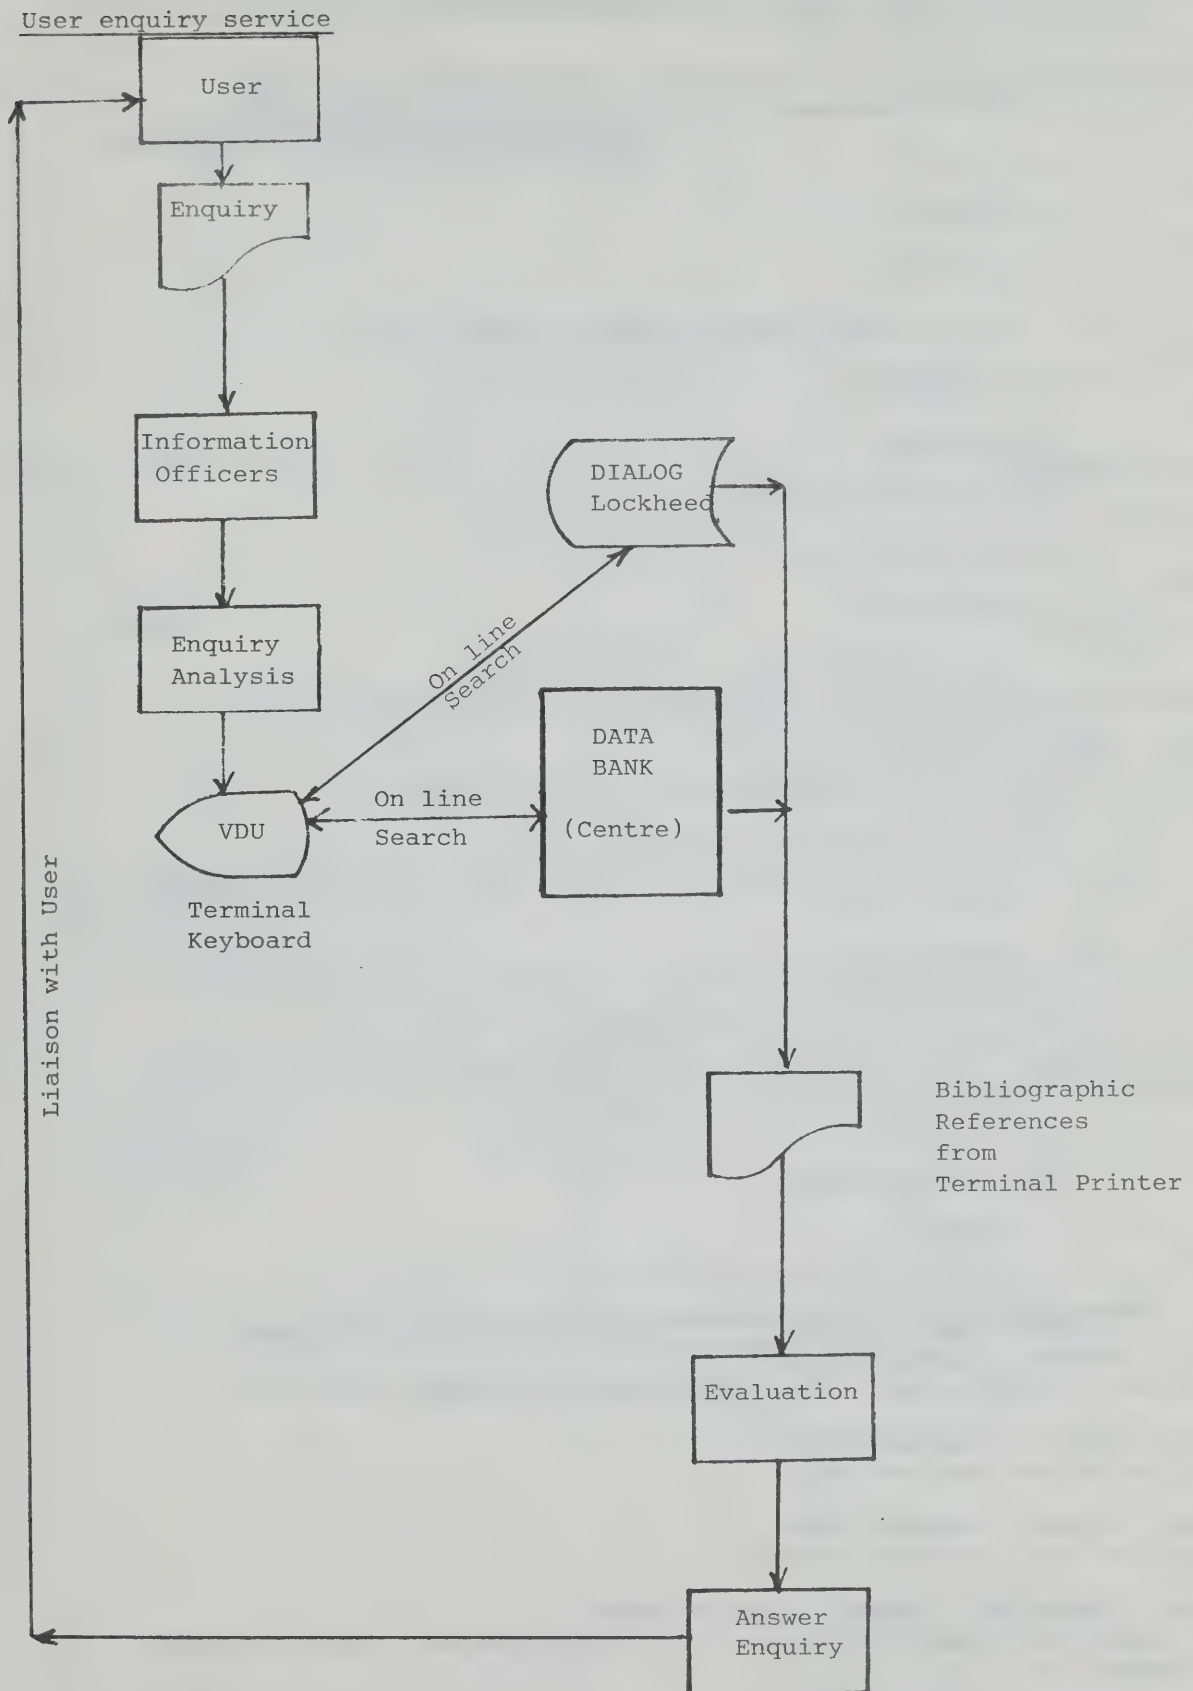 User enquiry service
User
Enquiry
Information
Officers
DIALOG
Lockheed
Enquiry
Analysis
On line
Search
DATA
BANK
(Centre)
On line
Search
VDU
Terminal
Keyboard
Liaison with User
Bibliographic
References
from
Terminal Printer
Evaluation
Answer
Enquiry